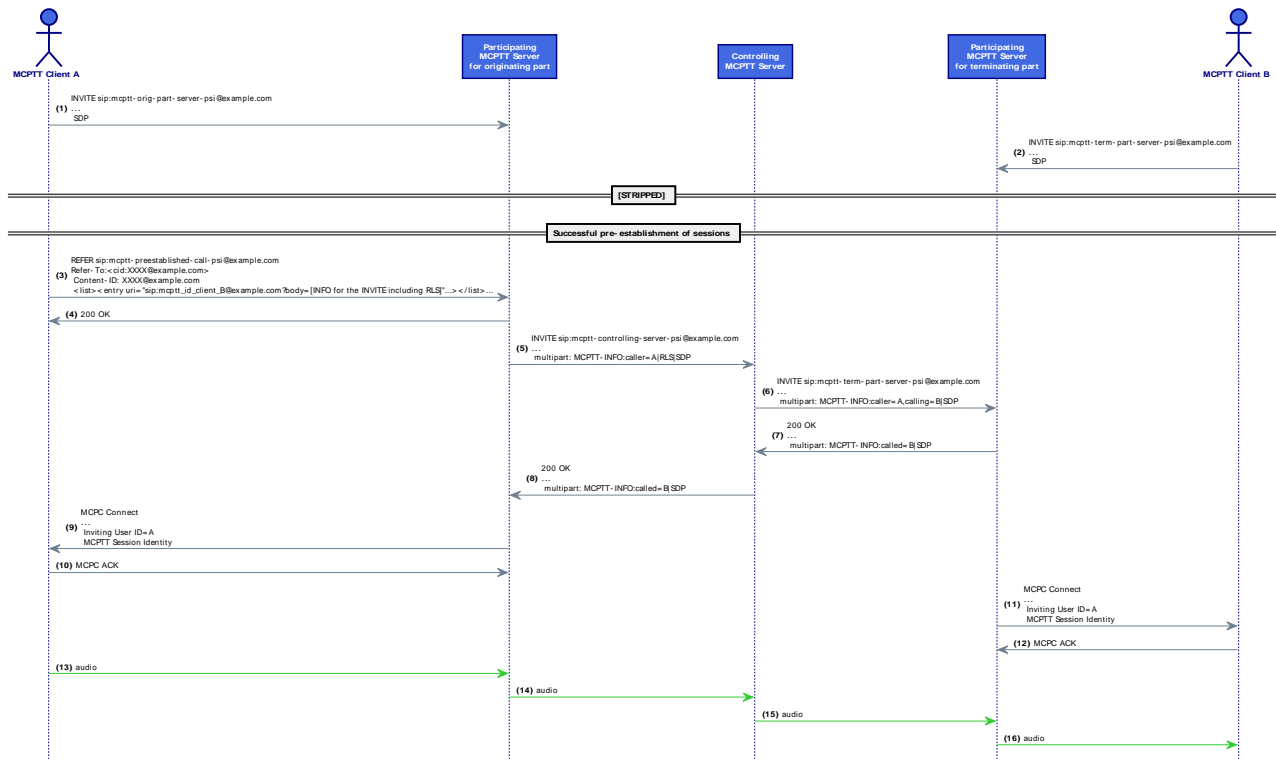 MCPTT Client A
Participating
MCPTT Server
for originating part
Controlling
MCPTT Server
Participating
MCPTT Server
for terminating part
MCPTT Client B
INVITE sip:mcptt-orig-part-server-psi@example.com
(1) ...
SDP
INVITE sip:mcptt-term-part-server-psi@example.com
(2) ...
SDP
[STRIPPED]
Successful pre-establishment of sessions
REFER sip:mcptt-preestablished-call-psi@example.com
Refer-To:<cid:XXXX@example.com>
(3)
Content-ID: XXXX@example.com
<list><entry uri="sip:mcptt_id_client_B@example.com?body=[INFO for the INVITE including RLS]"...></list>...
(4) 200 OK
INVITE sip:mcptt-controlling-server-psi@example.com
(5) ...
multipart: MCPTT-INFO:caller=A|RLS|SDP
INVITE sip:mcptt-term-part-server-psi@example.com
(6) ...
multipart: MCPTT-INFO:caller=A,calling=B|SDP
200 OK
(7) ...
multipart: MCPTT-INFO:called=B|SDP
200 OK
(8) ...
multipart: MCPTT-INFO:called=B|SDP
MCPC Connect
...
(9)
Inviting User ID=A
MCPTT Session Identity
(10) MCPC ACK
MCPC Connect
...
(11)
Inviting User ID=A
MCPTT Session Identity
(12) MCPC ACK
(13) audio
(14) audio
(15) audio
(16) audio